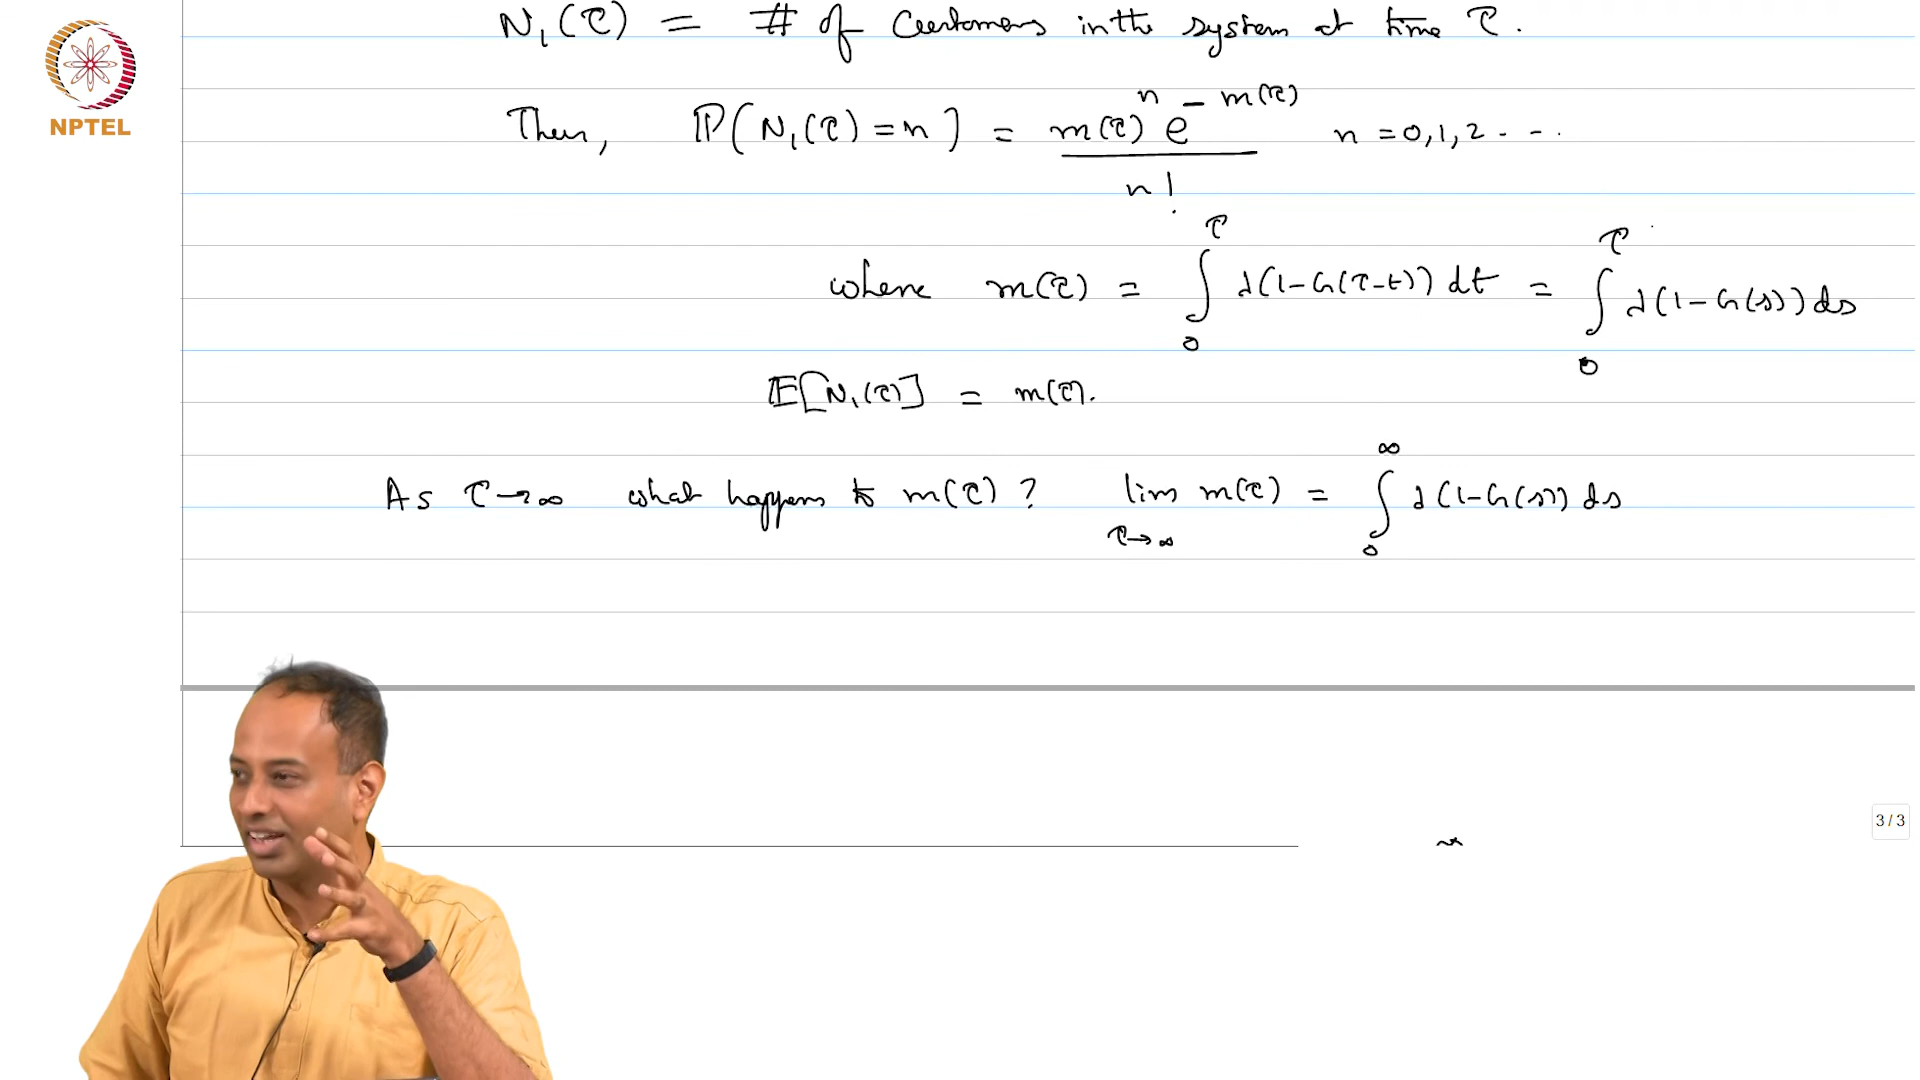 N₁(τ) = # of Customers in the system at time τ.
NPTEL
Then, ℙ(N₁(τ)=n) = m(τ)ⁿ e^{-m(τ)} / n! n = 0,1,2 - - ·
where m(τ) = ∫₀^τ λ(1-G(τ-t)) dt = ∫₀^τ λ(1-G(s)) ds
𝔼[N₁(τ)] = m(τ).
As τ→∞ what happens to m(τ)? lim_{τ→∞} m(τ) = ∫₀^∞ λ(1-G(s)) ds
3 / 3